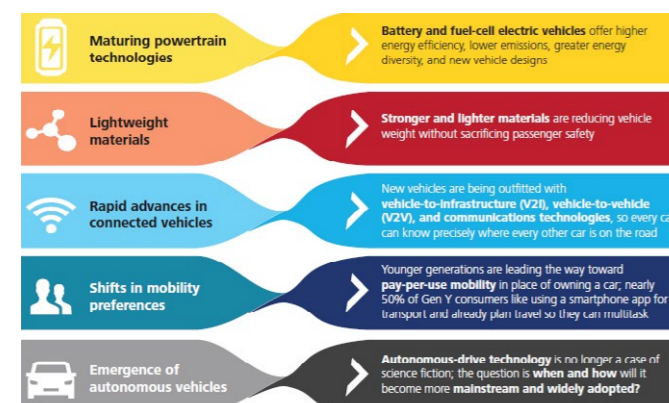 Maturing powertrain
technologies
Battery and fuel-cell electric vehicles offer higher
energy efficiency, lower emissions, greater energy
diversity, and new vehicle designs
Lightweight
materials
Stronger and lighter materials are reducing vehicle
weight without sacrificing passenger safety
Rapid advances in
connected vehicles
New vehicles are being outfitted with
vehicle-to-infrastructure (V2I), vehicle-to-vehicle
(V2V), and communications technologies, so every ca
can know precisely where every other car is on the road
Shifts in mobility
preferences
Younger generations are leading the way toward
pay-per-use mobility in place of owning a car; nearly
50% of Gen Y consumers like using a smartphone app for
transport and already plan travel so they can multitask
Emergence of
autonomous vehicles
Autonomous-drive technology is no longer a case of
science fiction; the question is when and how will it
become more mainstream and widely adopted?